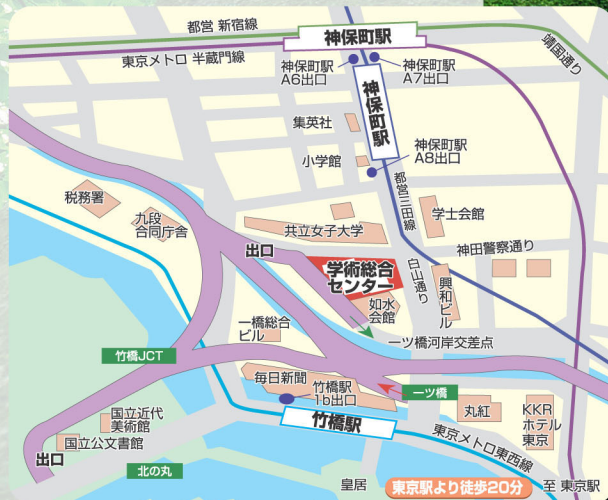 都営 新宿線
神保町駅
東京メトロ 半蔵門線
靖国通り
神保町駅
A6出口
神保町駅
A7出口
神保町駅
集英社
小学館
神保町駅
A8出口
都営三田線
税務署
九段
合同庁舎
共立女子大学
学士会館
出口
学術総合
センター
白山通り
神田警察通り
興和ビル
如水
会館
一橋総合
ビル
一ツ橋河岸交差点
竹橋JCT
毎日新聞
竹橋駅
1b出口
一ツ橋
丸紅
KKR
ホテル
東京
国立近代
美術館
国立公文書館
竹橋駅
東京メトロ東西線
出口
北の丸
皇居
東京駅より徒歩20分
至 東京駅